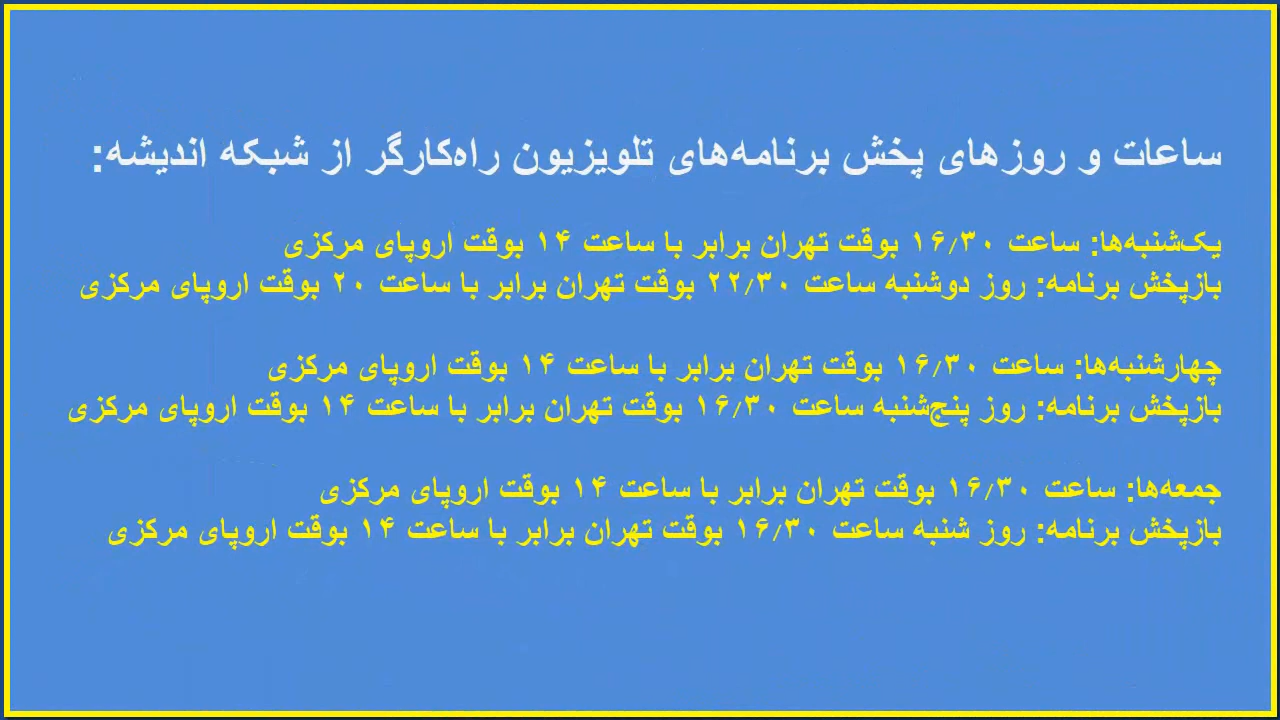 ساعات و روزهای پخش برنامه‌های تلویزیون راه‌کارگر از شبکه اندیشه:
یک‌شنبه‌ها: ساعت ۱۶٫۳۰ بوقت تهران برابر با ساعت ۱۴ بوقت اروپای مرکزی
بازپخش برنامه: روز دوشنبه ساعت ۲۲٫۳۰ بوقت تهران برابر با ساعت ۲۰ بوقت اروپای مرکزی
چهارشنبه‌ها: ساعت ۱۶٫۳۰ بوقت تهران برابر با ساعت ۱۴ بوقت اروپای مرکزی
بازپخش برنامه: روز پنج‌شنبه ساعت ۱۶٫۳۰ بوقت تهران برابر با ساعت ۱۴ بوقت اروپای مرکزی
جمعه‌ها: ساعت ۱۶٫۳۰ بوقت تهران برابر با ساعت ۱۴ بوقت اروپای مرکزی
بازپخش برنامه: روز شنبه ساعت ۱۶٫۳۰ بوقت تهران برابر با ساعت ۱۴ بوقت اروپای مرکزی